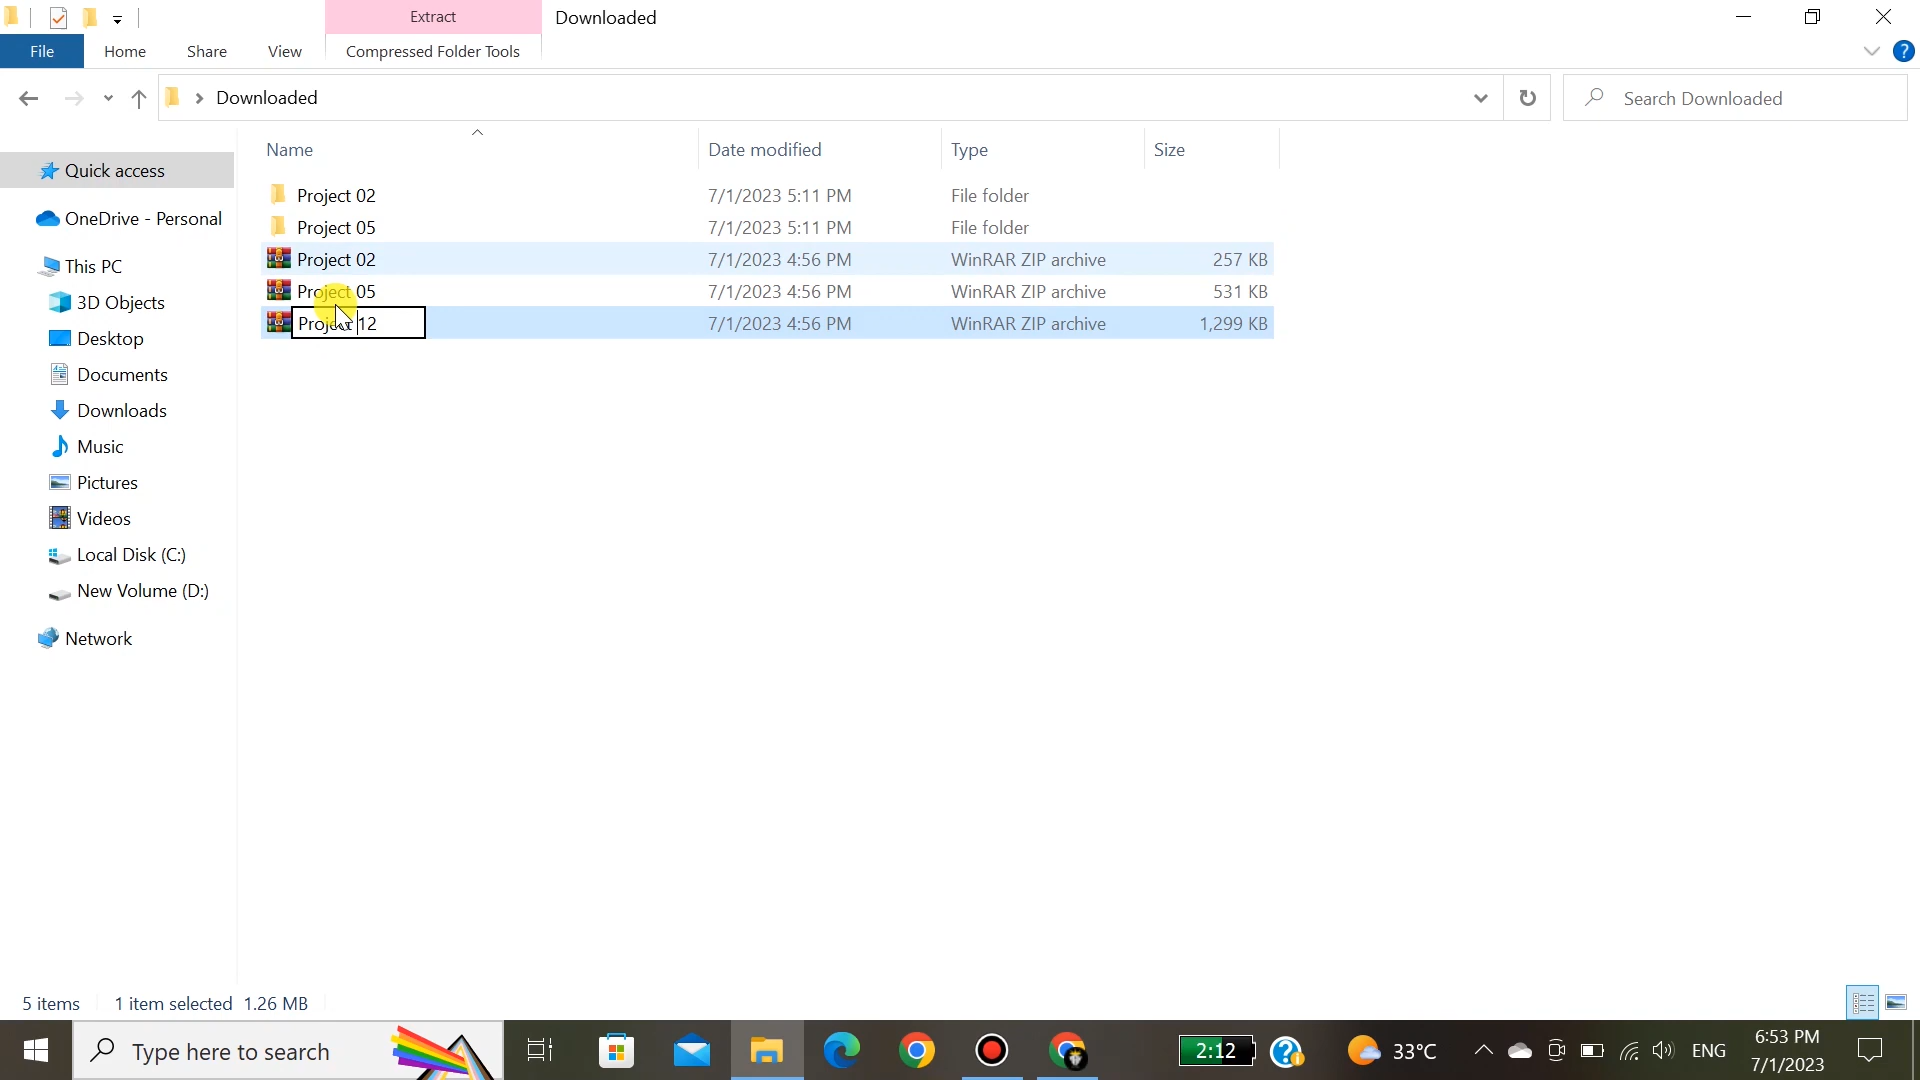 Extract
Downloaded
File
Home
Share
View
Compressed Folder Tools
?
Downloaded
Search Downloaded
Name
Date modified
Type
Size
Quick access
OneDrive - Personal
This PC
3D Objects
Desktop
Documents
Downloads
Music
Pictures
Videos
Local Disk (C:)
New Volume (D:)
Network
Project 02 7/1/2023 5:11 PM File folder
Project 05 7/1/2023 5:11 PM File folder
Project 02 7/1/2023 4:56 PM WinRAR ZIP archive 257 KB
Project 05 7/1/2023 4:56 PM WinRAR ZIP archive 531 KB
Project 12 7/1/2023 4:56 PM WinRAR ZIP archive 1,299 KB
5 items 1 item selected 1.26 MB
Type here to search
2:12
33°C
ENG
6:53 PM
7/1/2023